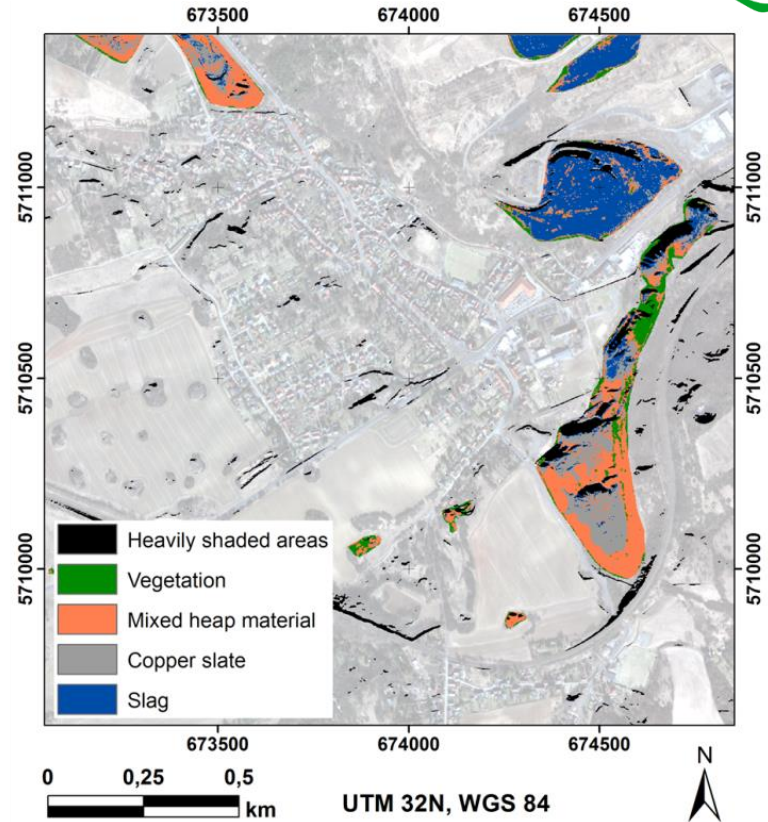 673500 674000 674500
5711000 5711000
5710500 5710500
5710000 5710000
Heavily shaded areas
Vegetation
Mixed heap material
Copper slate
Slag
673500 674000 674500
0 0,25 0,5
km
UTM 32N, WGS 84
N